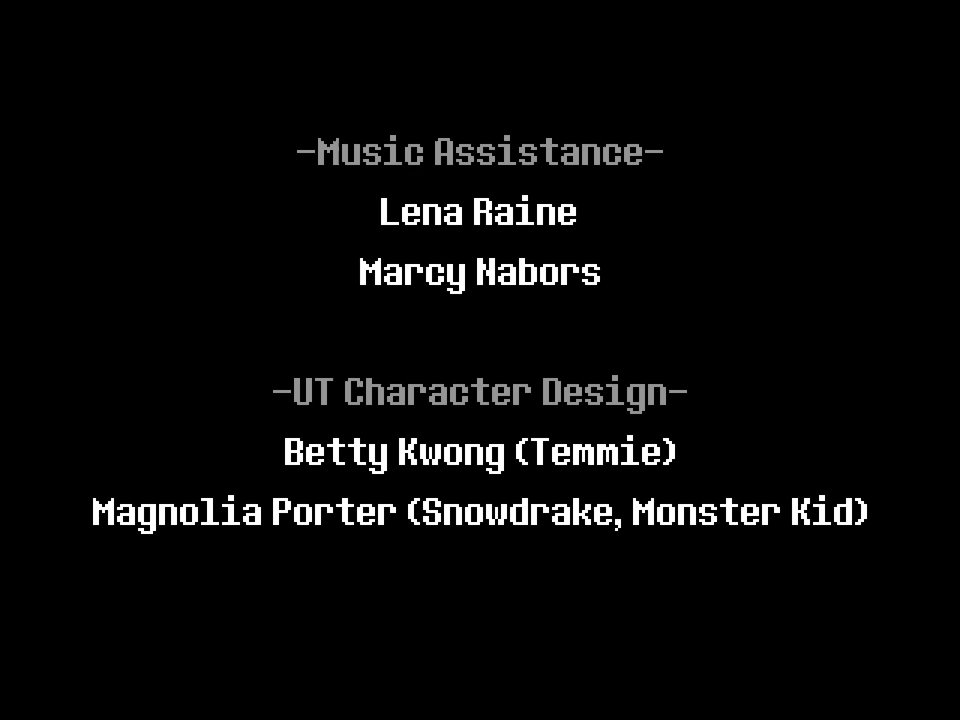 -Music Assistance-
Lena Raine
Marcy Nabors
-UT Character Design-
Betty Kwong (Temmie)
Magnolia Porter (Snowdrake, Monster Kid)